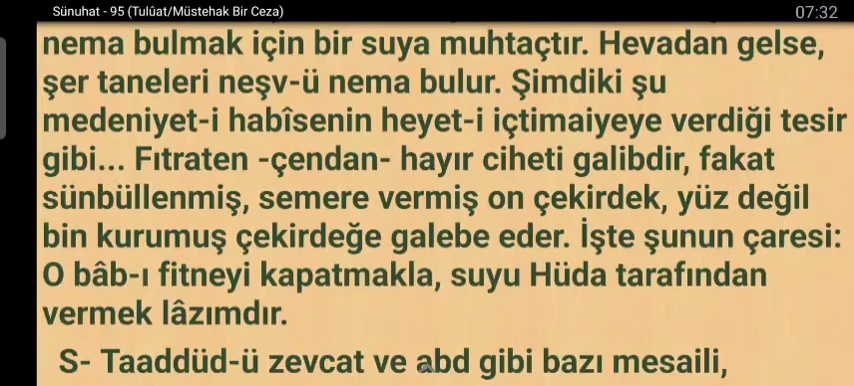 Sünuhat - 95 (Tulûat/Müstehak Bir Ceza)
07:32
nema bulmak için bir suya muhtaçtır. Hevadan gelse,
şer taneleri neşv-ü nema bulur. Şimdiki şu
medeniyet-i habîsenin heyet-i içtimaiyeye verdiği tesir
gibi... Fıtraten -çendan- hayır ciheti galibdir, fakat
sünbüllenmiş, semere vermiş on çekirdek, yüz değil
bin kurumuş çekirdeğe galebe eder. İşte şunun çaresi:
O bâb-ı fitneyi kapatmakla, suyu Hüda tarafından
vermek lâzımdır.
S- Taaddüd-ü zevcat ve abd gibi bazı mesaili,